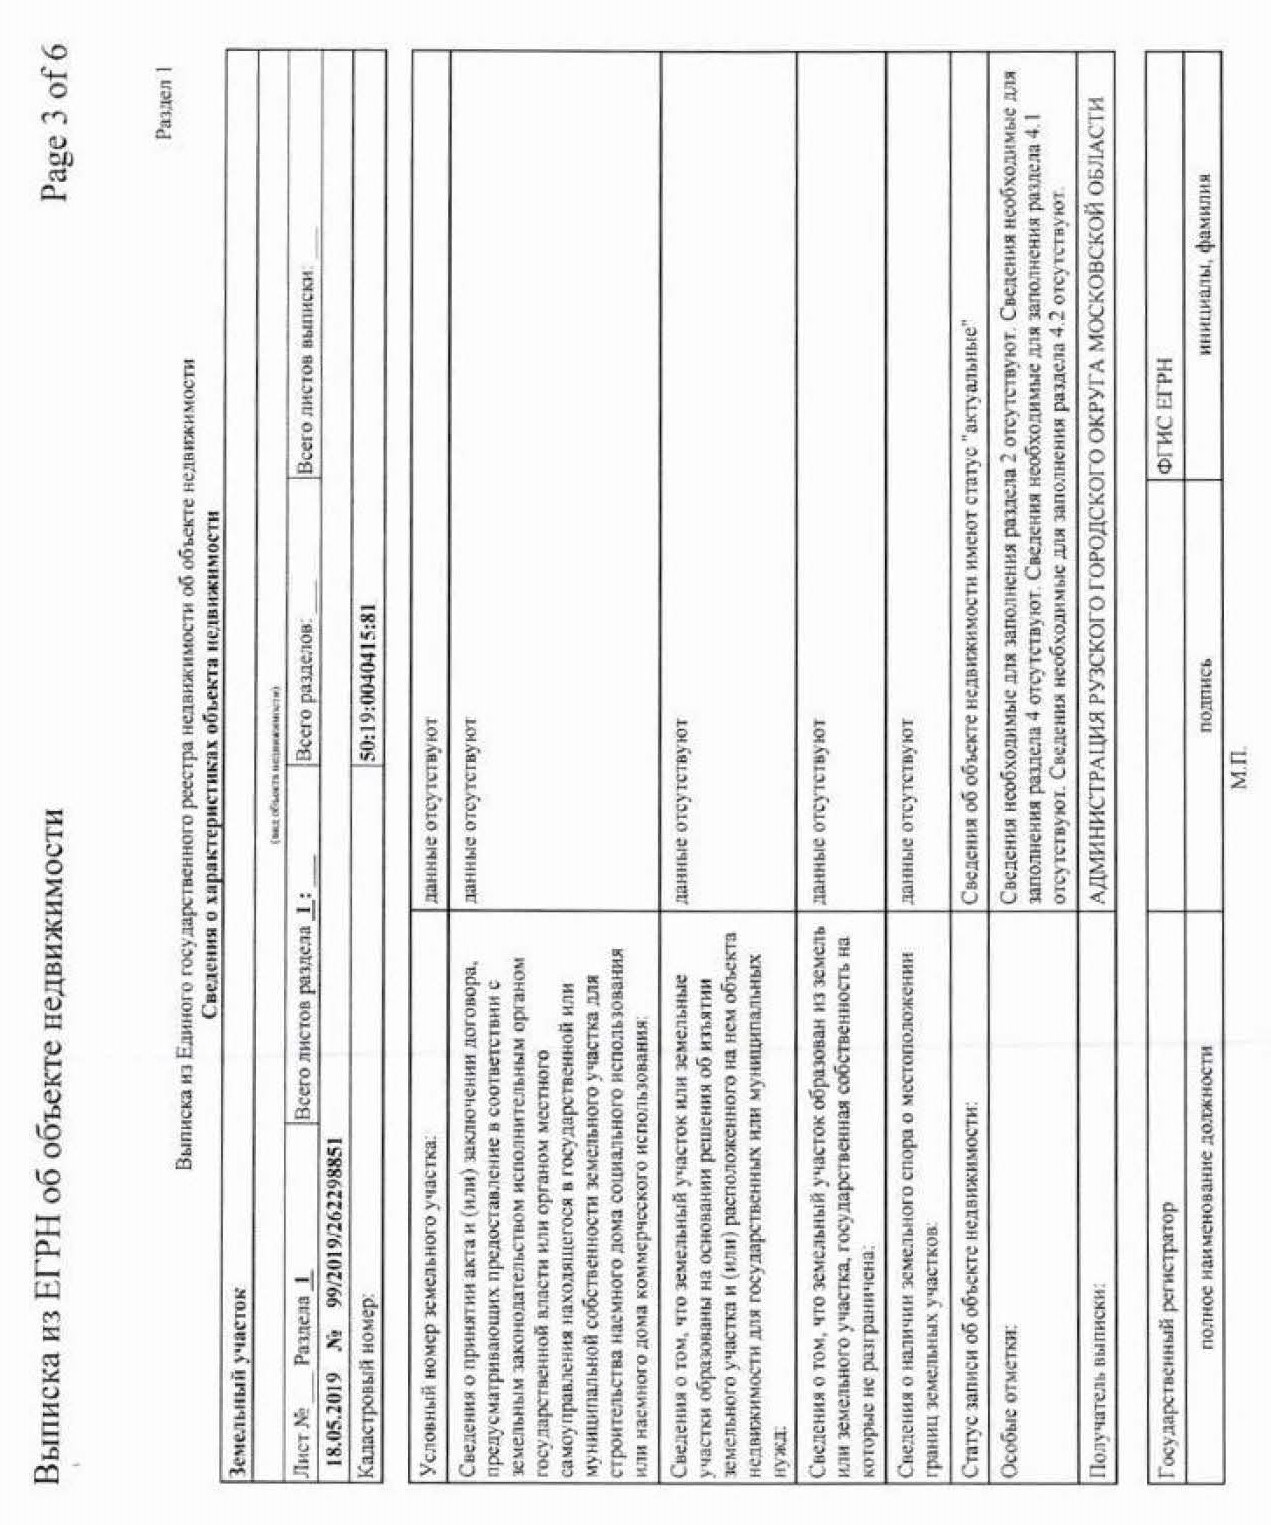 Выписка из ЕГРН об объекте недвижимости Page 3 of 6
Раздел 1
Выписка из Единого государственного реестра недвижимости об объекте недвижимости
Сведения о характеристиках объекта недвижимости
Земельный участок
(вид объекта недвижимости)
Лист № Раздела 1 Всего листов раздела 1 : ___ Всего разделов: ___ Всего листов выписки: ___
18.05.2019 № 99/2019/262298851
Кадастровый номер: 50:19:0040415:81
Условный номер земельного участка: данные отсутствуют
Сведения о принятии акта и (или) заключении договора, данные отсутствуют
предусматривающих предоставление в соответствии с
земельным законодательством исполнительным органом
государственной власти или органом местного
самоуправления находящегося в государственной или
муниципальной собственности земельного участка для
строительства наемного дома социального использования
или наемного дома коммерческого использования:
Сведения о том, что земельный участок или земельные данные отсутствуют
участки образованы на основании решения об изъятии
земельного участка и (или) расположенного на нем объекта
недвижимости для государственных или муниципальных
нужд:
Сведения о том, что земельный участок образован из земель данные отсутствуют
или земельного участка, государственная собственность на
которые не разграничена:
Сведения о наличии земельного спора о местоположении данные отсутствуют
границ земельных участков:
Статус записи об объекте недвижимости: Сведения об объекте недвижимости имеют статус "актуальные"
Особые отметки: Сведения необходимые для заполнения раздела 2 отсутствуют. Сведения необходимые для
заполнения раздела 4 отсутствуют. Сведения необходимые для заполнения раздела 4.1
отсутствуют. Сведения необходимые для заполнения раздела 4.2 отсутствуют.
Получатель выписки: АДМИНИСТРАЦИЯ РУЗСКОГО ГОРОДСКОГО ОКРУГА МОСКОВСКОЙ ОБЛАСТИ
Государственный регистратор ФГИС ЕГРН
полное наименование должности подпись инициалы, фамилия
М.П.